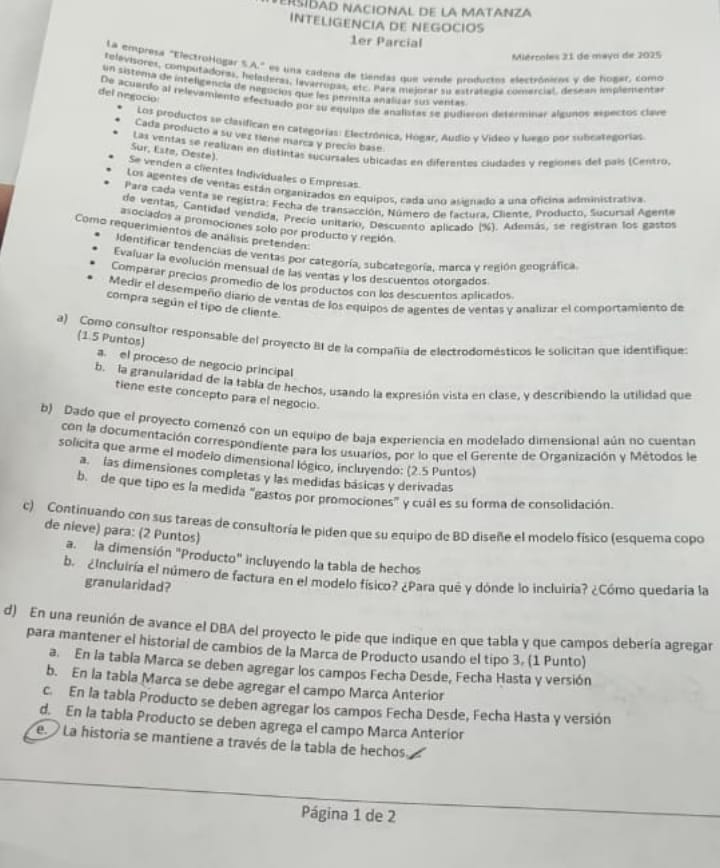 VERSIDAD NACIONAL DE LA MATANZA
INTELIGENCIA DE NEGOCIOS
1er Parcial
Miércoles 21 de mayo de 2025
La empresa "ElectroHogar S.A." es una cadena de tiendas que vende productos electrónicos y de hogar, como
televisores, computadoras, heladeras, lavarropas, etc. Para mejorar su estrategia comercial, desean implementar
un sistema de inteligencia de negocios que les permita analizar sus ventas.
De acuerdo al relevamiento efectuado por su equipo de analistas se pudieron determinar algunos aspectos clave
del negocio:
• Los productos se clasifican en categorías: Electrónica, Hogar, Audio y Video y luego por subcategorías.
• Cada producto a su vez tiene marca y precio base.
• Las ventas se realizan en distintas sucursales ubicadas en diferentes ciudades y regiones del país (Centro,
Sur, Este, Oeste).
• Se venden a clientes Individuales o Empresas.
• Los agentes de ventas están organizados en equipos, cada uno asignado a una oficina administrativa.
• Para cada venta se registra: Fecha de transacción, Número de factura, Cliente, Producto, Sucursal Agente
de ventas, Cantidad vendida, Precio unitario, Descuento aplicado (%). Además, se registran los gastos
asociados a promociones solo por producto y región.
Como requerimientos de análisis pretenden:
• Identificar tendencias de ventas por categoría, subcategoría, marca y región geográfica.
• Evaluar la evolución mensual de las ventas y los descuentos otorgados.
• Comparar precios promedio de los productos con los descuentos aplicados.
• Medir el desempeño diario de ventas de los equipos de agentes de ventas y analizar el comportamiento de
compra según el tipo de cliente.
a) Como consultor responsable del proyecto BI de la compañía de electrodomésticos le solicitan que identifique:
(1.5 Puntos)
a. el proceso de negocio principal
b. la granularidad de la tabla de hechos, usando la expresión vista en clase, y describiendo la utilidad que
tiene este concepto para el negocio.
b) Dado que el proyecto comenzó con un equipo de baja experiencia en modelado dimensional aún no cuentan
con la documentación correspondiente para los usuarios, por lo que el Gerente de Organización y Métodos le
solicita que arme el modelo dimensional lógico, incluyendo: (2.5 Puntos)
a. las dimensiones completas y las medidas básicas y derivadas
b. de que tipo es la medida "gastos por promociones" y cuál es su forma de consolidación.
c) Continuando con sus tareas de consultoría le piden que su equipo de BD diseñe el modelo físico (esquema copo
de nieve) para: (2 Puntos)
a. la dimensión "Producto" incluyendo la tabla de hechos
b. ¿Incluiría el número de factura en el modelo físico? ¿Para qué y dónde lo incluiría? ¿Cómo quedaría la
granularidad?
d) En una reunión de avance el DBA del proyecto le pide que indique en que tabla y que campos debería agregar
para mantener el historial de cambios de la Marca de Producto usando el tipo 3, (1 Punto)
a. En la tabla Marca se deben agregar los campos Fecha Desde, Fecha Hasta y versión
b. En la tabla Marca se debe agregar el campo Marca Anterior
c. En la tabla Producto se deben agregar los campos Fecha Desde, Fecha Hasta y versión
d. En la tabla Producto se deben agrega el campo Marca Anterior
e. La historia se mantiene a través de la tabla de hechos.
Página 1 de 2